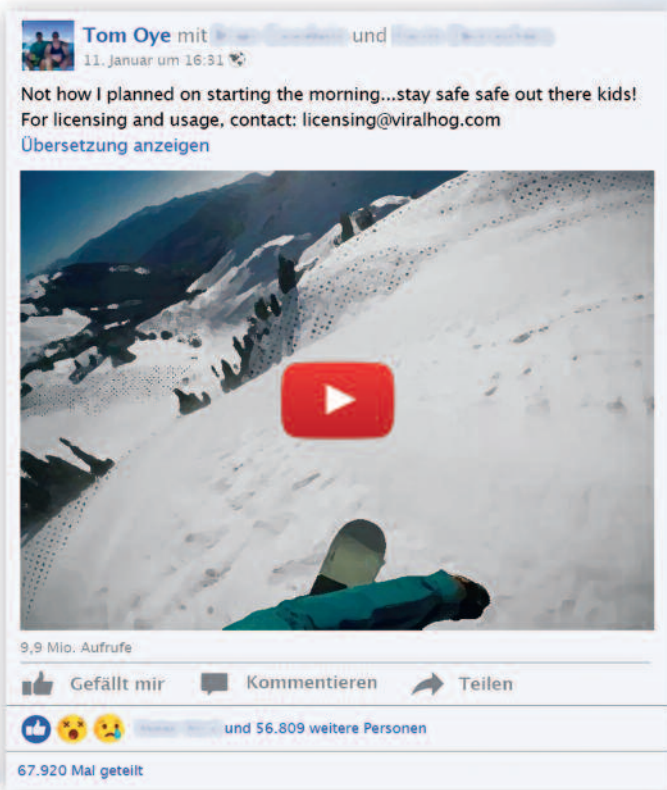 Tom Oye mit und
11. Januar um 16:31
Not how I planned on starting the morning...stay safe safe out there kids!
For licensing and usage, contact: licensing@viralhog.com
Übersetzung anzeigen
9,9 Mio. Aufrufe
Gefällt mir Kommentieren Teilen
und 56.809 weitere Personen
67.920 Mal geteilt